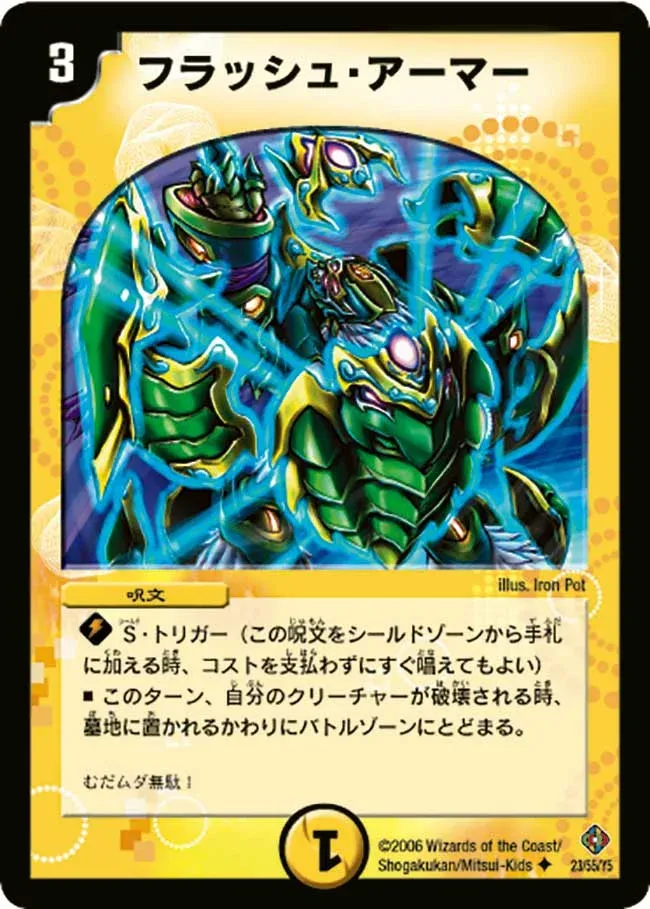 3
フラッシュ・アーマー
illus. Iron Pot
呪文
S・トリガー（この呪文をシールドゾーンから手札
に加える時、コストを支払わずにすぐ唱えてもよい）
■ このターン、自分のクリーチャーが破壊される時、
墓地に置かれるかわりにバトルゾーンにとどまる。
むだムダ無駄！
1
©2006 Wizards of the Coast/
Shogakukan/Mitsui-Kids
23/55/Y5